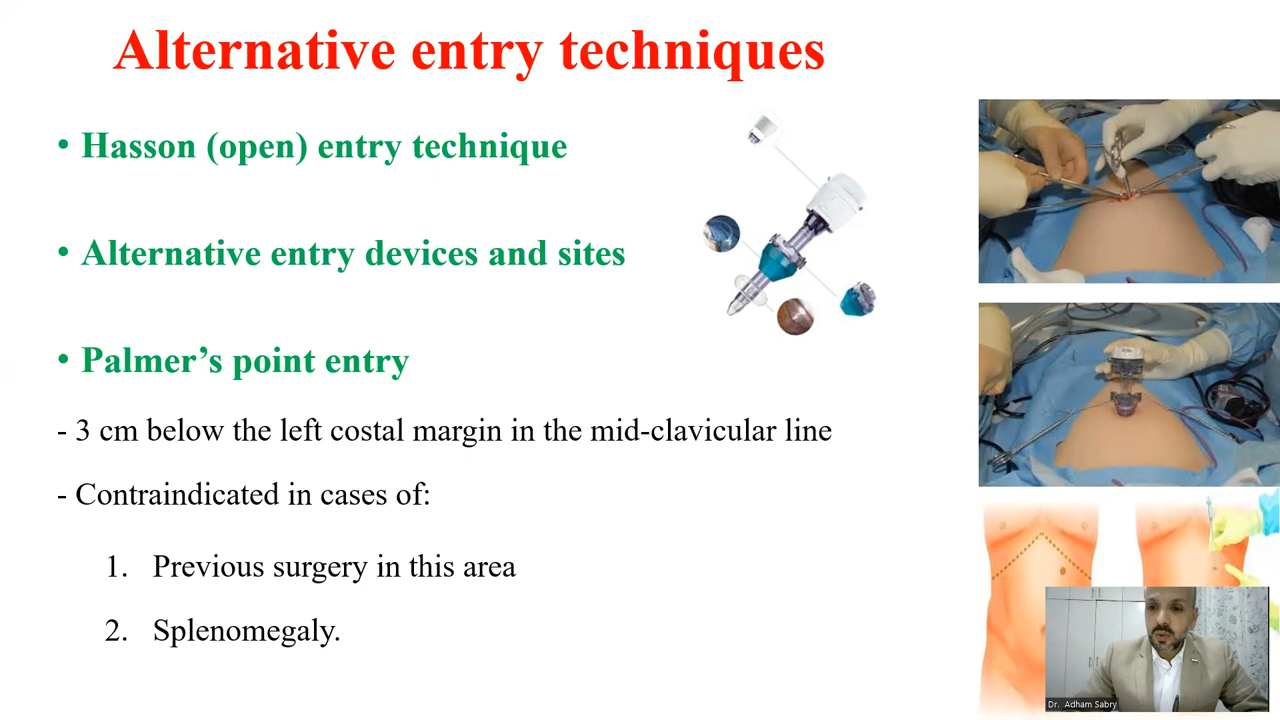 Alternative entry techniques
• Hasson (open) entry technique
• Alternative entry devices and sites
• Palmer’s point entry
- 3 cm below the left costal margin in the mid-clavicular line
- Contraindicated in cases of:
1. Previous surgery in this area
2. Splenomegaly.
Dr. Adham Sabry